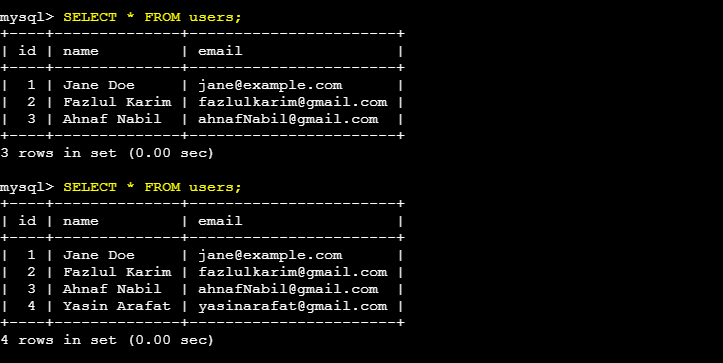 mysql> SELECT * FROM users;
+----+--------------+-----------------------+
| id | name         | email                 |
+----+--------------+-----------------------+
|  1 | Jane Doe     | jane@example.com      |
|  2 | Fazlul Karim | fazlulkarim@gmail.com |
|  3 | Ahnaf Nabil  | ahnafNabil@gmail.com  |
+----+--------------+-----------------------+
3 rows in set (0.00 sec)
mysql> SELECT * FROM users;
+----+--------------+-----------------------+
| id | name         | email                 |
+----+--------------+-----------------------+
|  1 | Jane Doe     | jane@example.com      |
|  2 | Fazlul Karim | fazlulkarim@gmail.com |
|  3 | Ahnaf Nabil  | ahnafNabil@gmail.com  |
|  4 | Yasin Arafat | yasinarafat@gmail.com |
+----+--------------+-----------------------+
4 rows in set (0.00 sec)